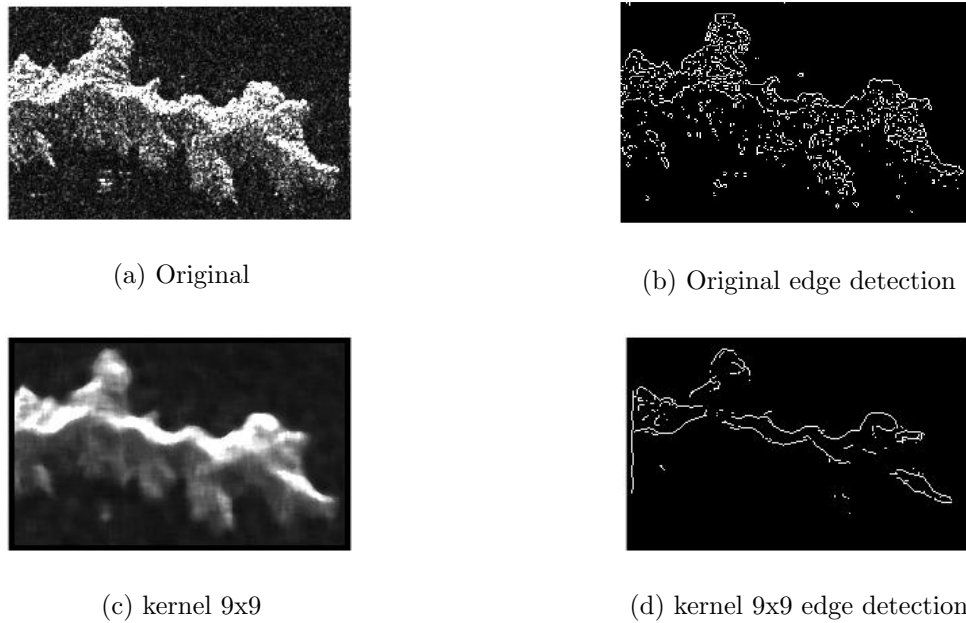 (a) Original
(b) Original edge detection
(c) kernel 9x9
(d) kernel 9x9 edge detection